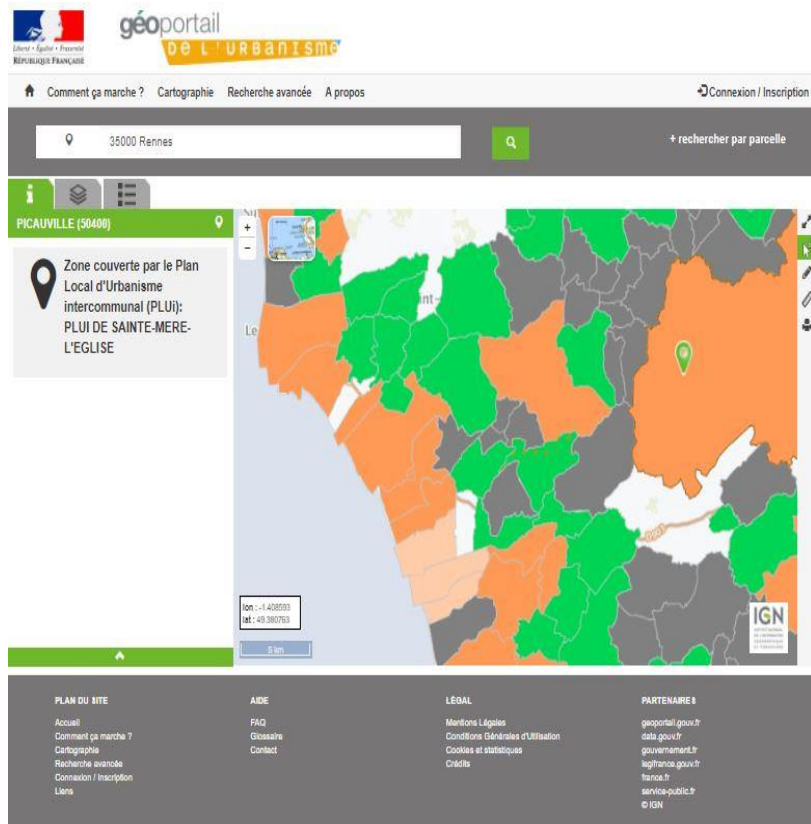 Liberté • Égalité • Fraternité
RÉPUBLIQUE FRANÇAISE
géoportail
DE L'URBANISME
Comment ça marche ?
Cartographie
Recherche avancée
A propos
Connexion / Inscription
35000 Rennes
+ rechercher par parcelle
PICAUVILLE (50400)
Zone couverte par le Plan
Local d'Urbanisme
intercommunal (PLUi):
PLUI DE SAINTE-MERE-
L'EGLISE
+
−
Le
int-
lon : -1.408593
lat : 49.380763
5 km
IGN
PLAN DU SITE
Accueil
Comment ça marche ?
Cartographie
Recherche avancée
Connexion / Inscription
Liens
AIDE
FAQ
Glossaire
Contact
LÉGAL
Mentions Légales
Conditions Générales d'Utilisation
Cookies et statistiques
Crédits
PARTENAIRES
geoportail.gouv.fr
data.gouv.fr
gouvernement.fr
legifrance.gouv.fr
france.fr
service-public.fr
© IGN